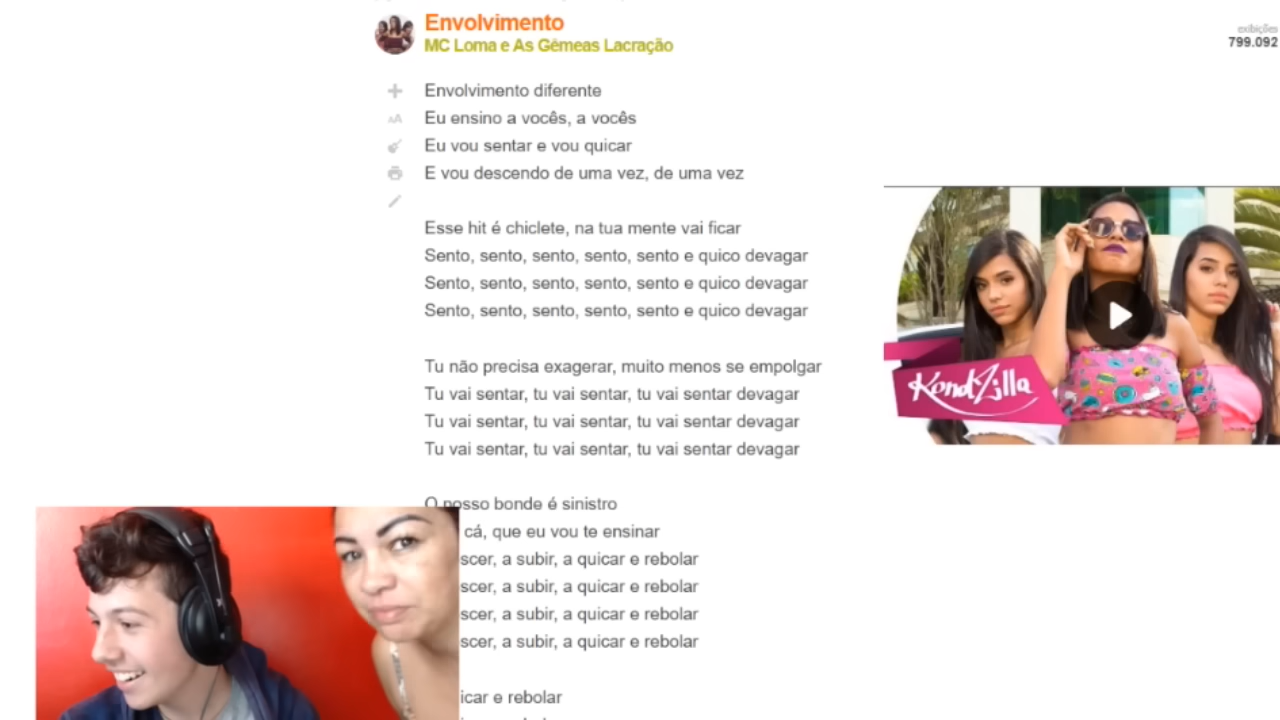 Envolvimento
MC Loma e As Gêmeas Lacração
exibições
799.092
Envolvimento diferente
Eu ensino a vocês, a vocês
Eu vou sentar e vou quicar
E vou descendo de uma vez, de uma vez
Esse hit é chiclete, na tua mente vai ficar
Sento, sento, sento, sento, sento e quico devagar
Sento, sento, sento, sento, sento e quico devagar
Sento, sento, sento, sento, sento e quico devagar
Tu não precisa exagerar, muito menos se empolgar
Tu vai sentar, tu vai sentar, tu vai sentar devagar
Tu vai sentar, tu vai sentar, tu vai sentar devagar
Tu vai sentar, tu vai sentar, tu vai sentar devagar
O nosso bonde é sinistro
cá, que eu vou te ensinar
scer, a subir, a quicar e rebolar
scer, a subir, a quicar e rebolar
scer, a subir, a quicar e rebolar
scer, a subir, a quicar e rebolar
icar e rebolar
AA
KondZilla